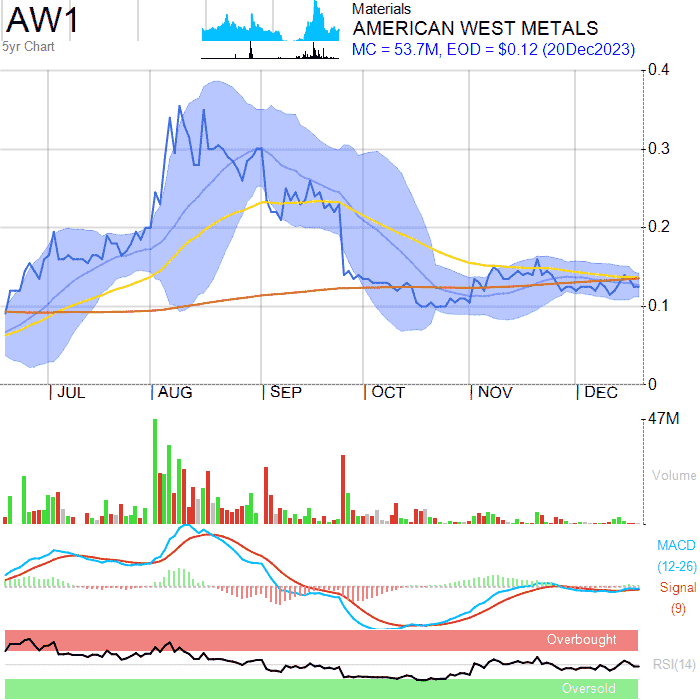 AW1
5yr Chart
Materials
AMERICAN WEST METALS
MC = 53.7M, EOD = $0.12 (20Dec2023)
0.4
0.3
0.2
0.1
0
JUL
AUG
SEP
OCT
NOV
DEC
47M
Volume
MACD
(12-26)
Signal
(9)
Overbought
RSI(14)
Oversold